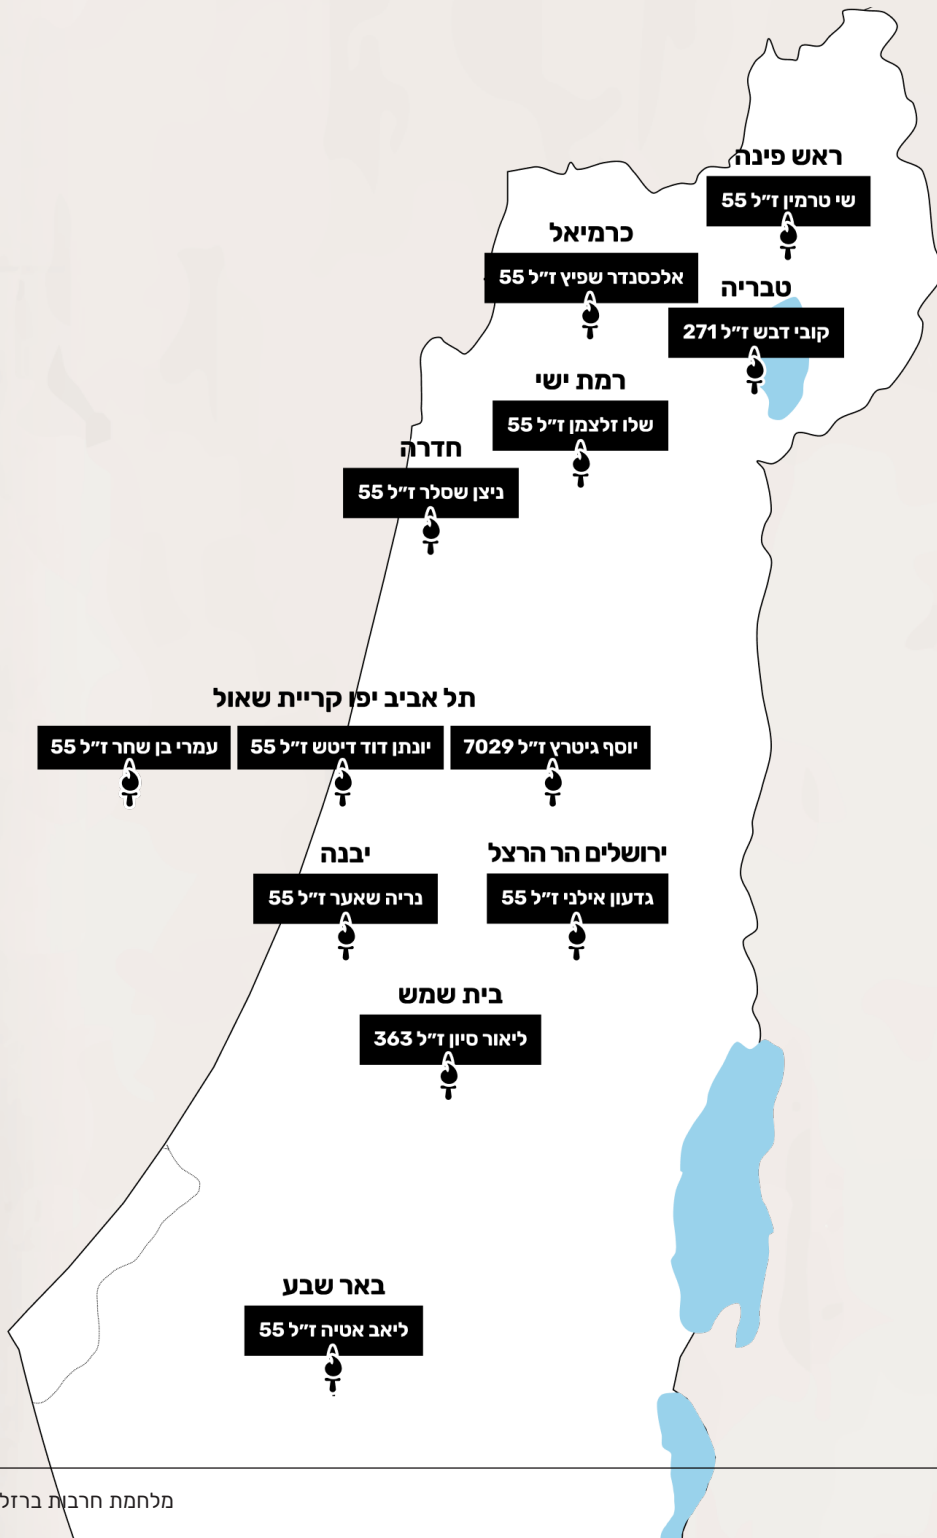 ראש פינה
שי טרמין ז״ל 55
כרמיאל
אלכסנדר שפיץ ז״ל 55
טבריה
קובי דבש ז״ל 271
רמת ישי
שלו זלצמן ז״ל 55
חדרה
ניצן שסלר ז״ל 55
תל אביב יפו קריית שאול
יוסף גיטרץ ז״ל 7029
יונתן דוד דיטש ז״ל 55
עמרי בן שחר ז״ל 55
ירושלים הר הרצל
גדעון אילני ז״ל 55
יבנה
נריה שאער ז״ל 55
בית שמש
ליאור סיון ז״ל 363
באר שבע
ליאב אטיה ז״ל 55
מלחמת חרבות ברזל